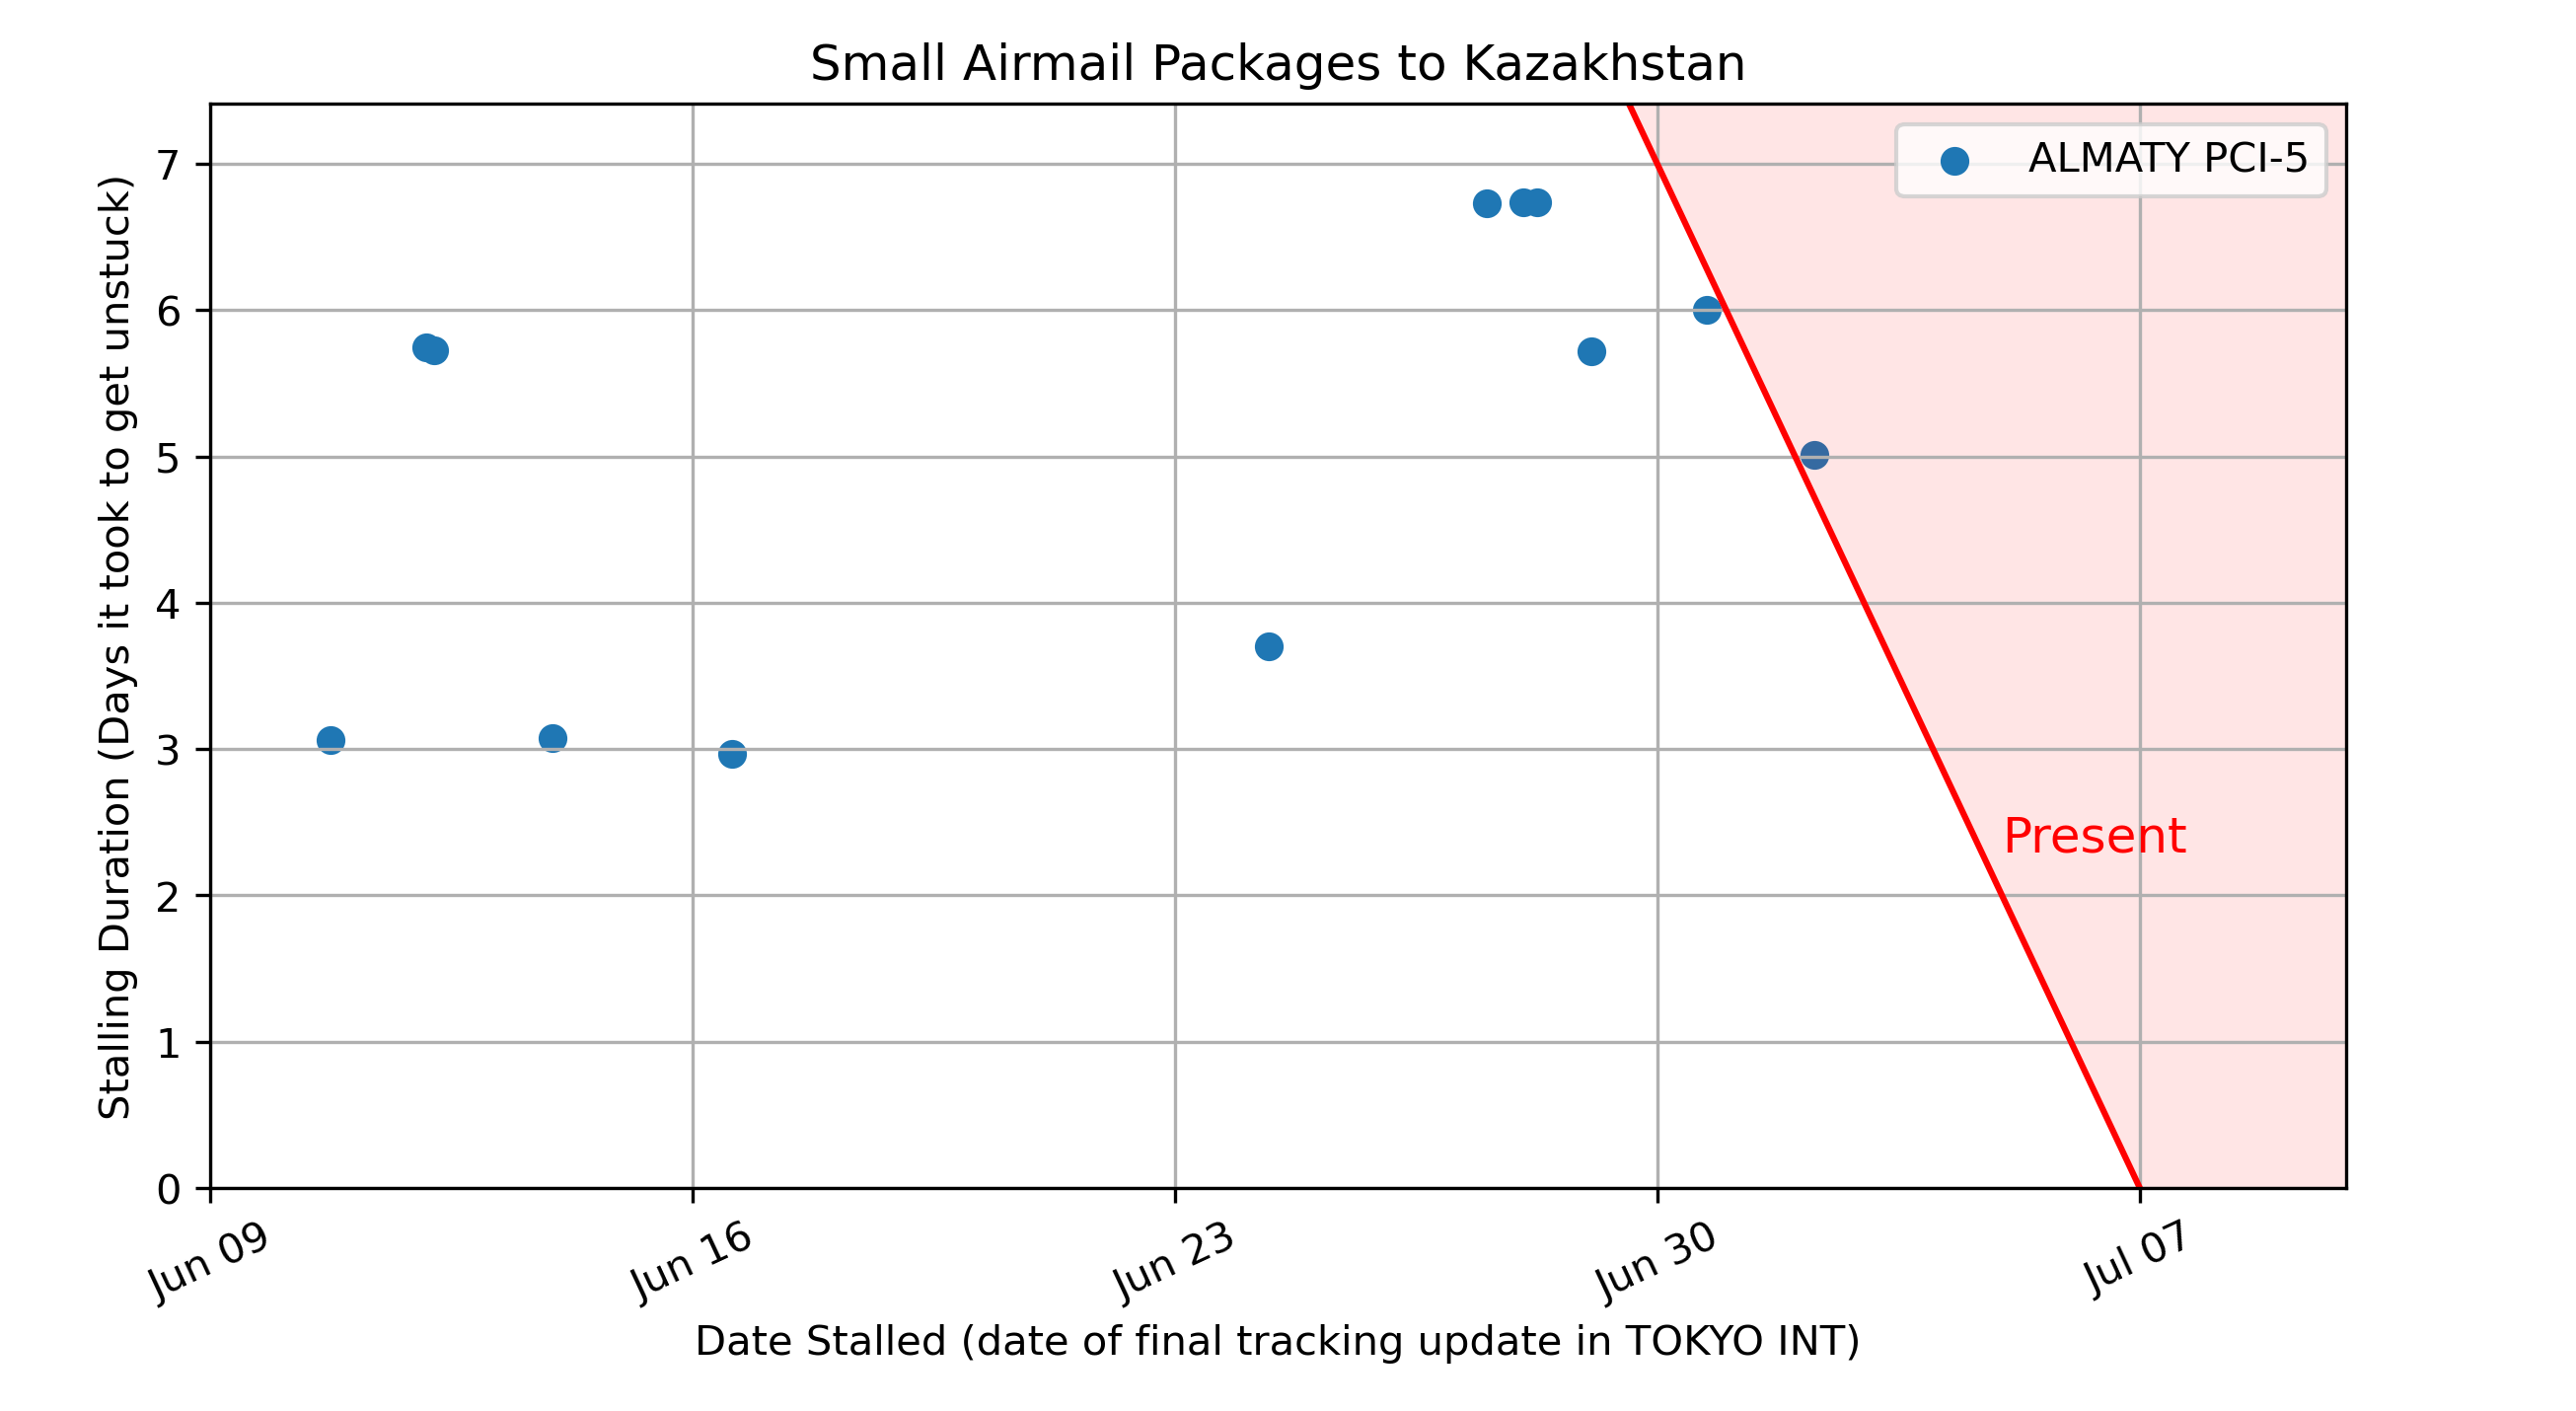 Small Airmail Packages to Kazakhstan
ALMATY PCI-5
Stalling Duration (Days it took to get unstuck)
7
6
5
4
3
2
1
0
Present
Jun 09
Jun 16
Jun 23
Jun 30
Jul 07
Date Stalled (date of final tracking update in TOKYO INT)